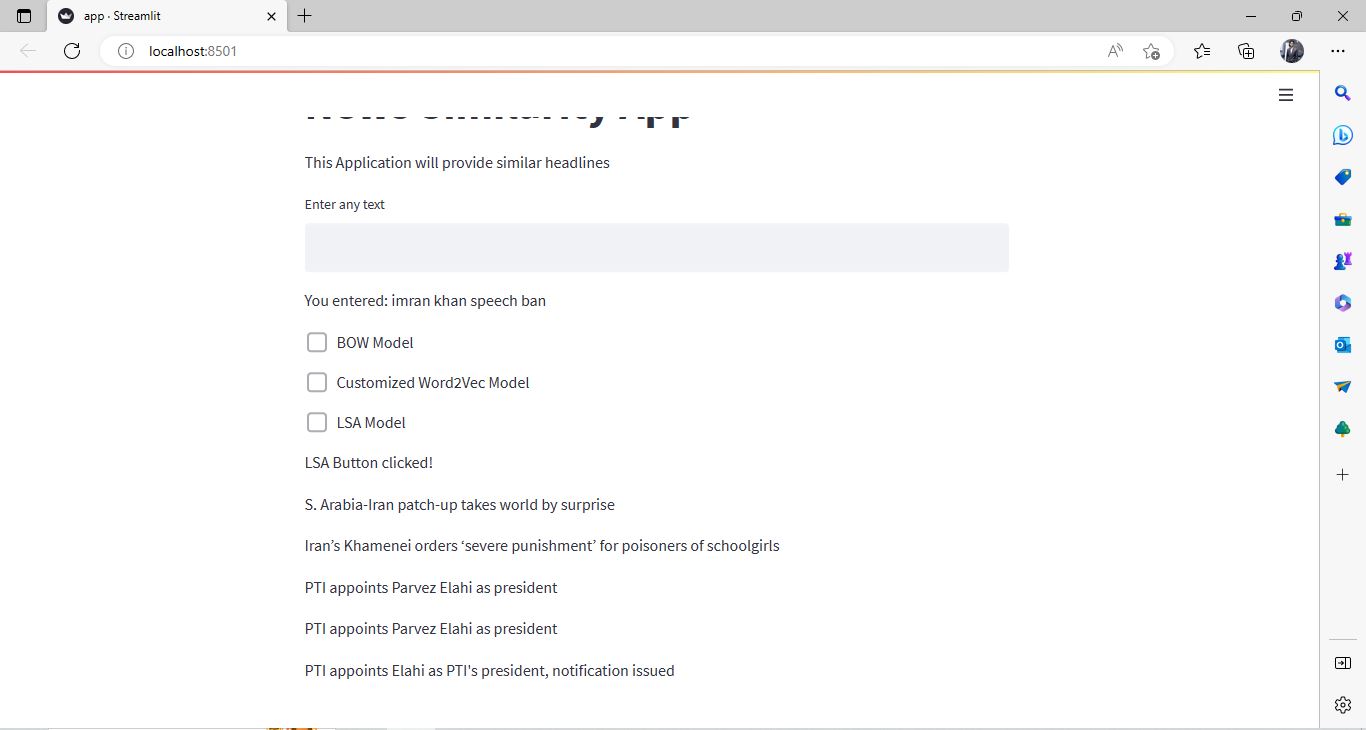 app · Streamlit
localhost:8501
This Application will provide similar headlines
Enter any text
You entered: imran khan speech ban
BOW Model
Customized Word2Vec Model
LSA Model
LSA Button clicked!
S. Arabia-Iran patch-up takes world by surprise
Iran’s Khamenei orders ‘severe punishment’ for poisoners of schoolgirls
PTI appoints Parvez Elahi as president
PTI appoints Parvez Elahi as president
PTI appoints Elahi as PTI's president, notification issued